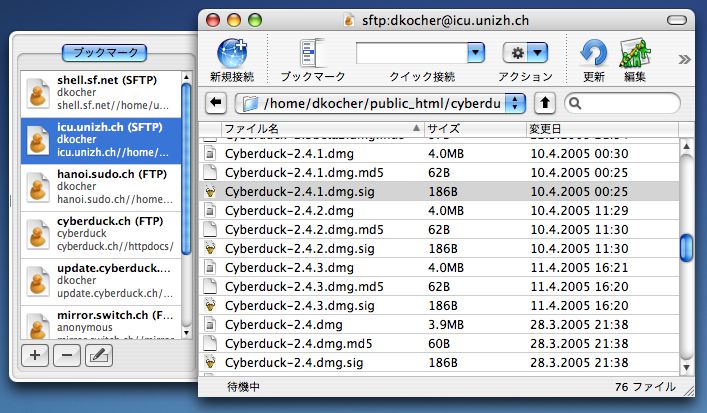 sftp:dkocher@icu.unizh.ch
新規接続 ブックマーク クイック接続 アクション 更新 編集
/home/dkocher/public_html/cyberdu
ブックマーク
shell.sf.net (SFTP)
dkocher
shell.sf.net//home/u...
icu.unizh.ch (SFTP)
dkocher
icu.unizh.ch//home/...
hanoi.sudo.ch (FTP)
dkocher
hanoi.sudo.ch//home...
cyberduck.ch (FTP)
cyberduck
cyberduck.ch//httpdocs/
update.cyberduck....
dkocher
update.cyberduck.ch/
mirror.switch.ch (F...
anonymous
mirror.switch.ch//mirror
ファイル名 サイズ 変更日
Cyberduck-2.4.1.dmg 4.0MB 10.4.2005 00:30
Cyberduck-2.4.1.dmg.md5 62B 10.4.2005 00:25
Cyberduck-2.4.1.dmg.sig 186B 10.4.2005 00:25
Cyberduck-2.4.2.dmg 4.0MB 10.4.2005 11:29
Cyberduck-2.4.2.dmg.md5 62B 10.4.2005 11:30
Cyberduck-2.4.2.dmg.sig 186B 10.4.2005 11:30
Cyberduck-2.4.3.dmg 4.0MB 11.4.2005 16:21
Cyberduck-2.4.3.dmg.md5 62B 11.4.2005 16:20
Cyberduck-2.4.3.dmg.sig 186B 11.4.2005 16:20
Cyberduck-2.4.dmg 3.9MB 28.3.2005 21:38
Cyberduck-2.4.dmg.md5 60B 28.3.2005 21:38
Cyberduck-2.4.dmg.sig 186B 28.3.2005 21:38
待機中 76 ファイル